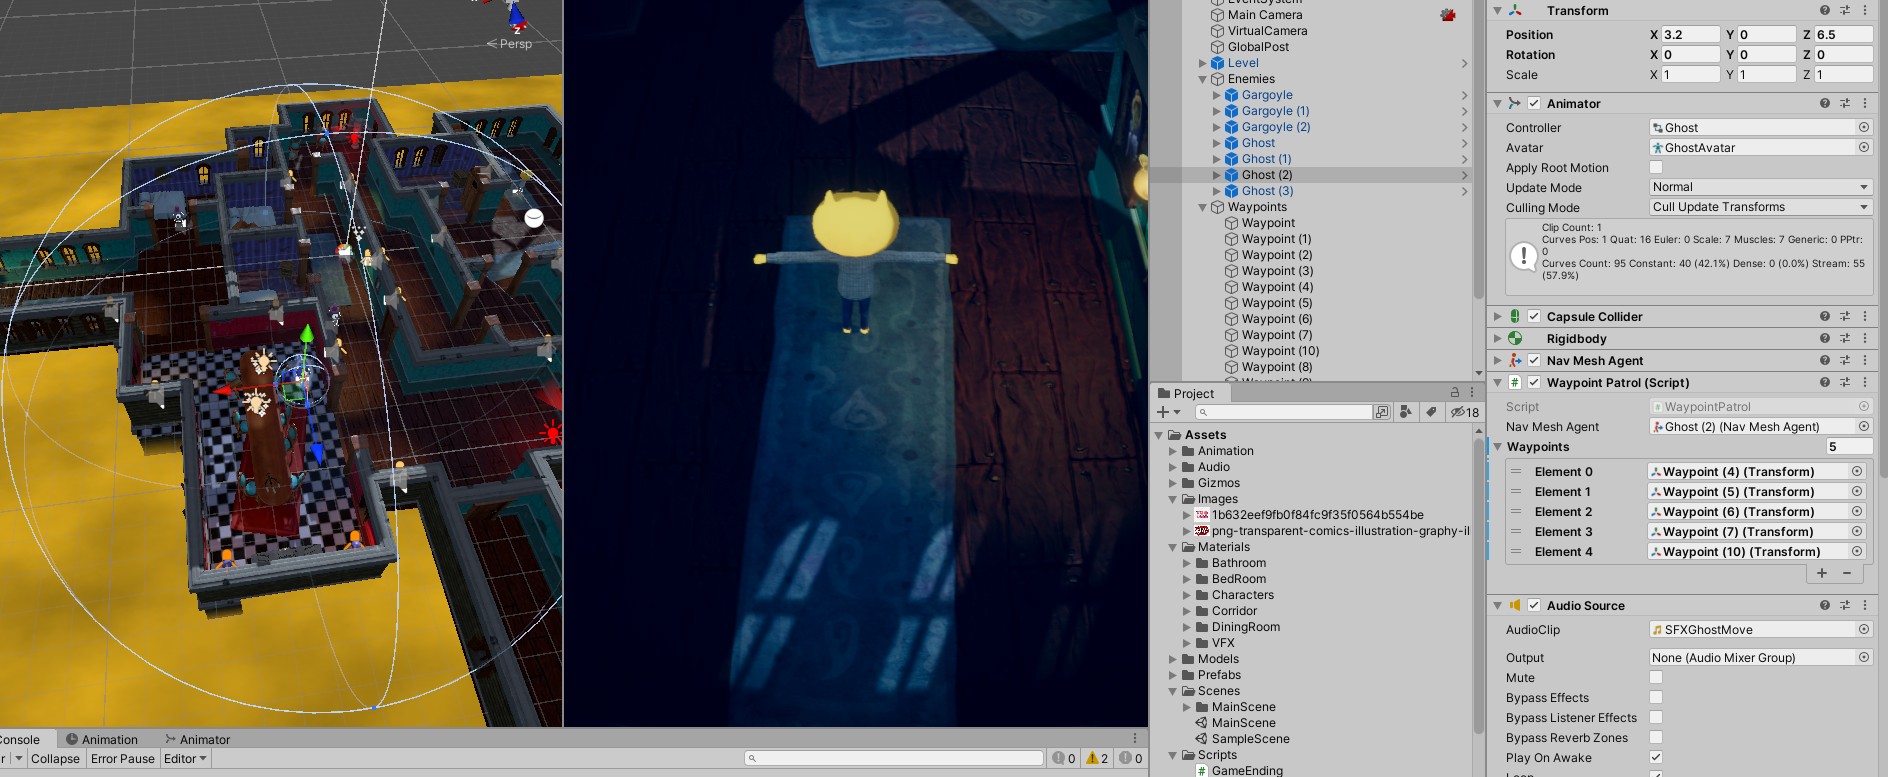 Z
< Persp
Console
Animation
Animator
Collapse
Error Pause
Editor
0
2
0
EventSystem
Main Camera
VirtualCamera
GlobalPost
Level
Enemies
Gargoyle
Gargoyle (1)
Gargoyle (2)
Ghost
Ghost (1)
Ghost (2)
Ghost (3)
Waypoints
Waypoint
Waypoint (1)
Waypoint (2)
Waypoint (3)
Waypoint (4)
Waypoint (5)
Waypoint (6)
Waypoint (7)
Waypoint (10)
Waypoint (8)
Project
18
Assets
Animation
Audio
Gizmos
Images
1b632eef9fb0f84fc9f35f0564b554be
png-transparent-comics-illustration-graphy-il
Materials
Bathroom
BedRoom
Characters
Corridor
DiningRoom
VFX
Models
Prefabs
Scenes
MainScene
MainScene
SampleScene
Scripts
GameEnding
Transform
Position X 3.2 Y 0 Z 6.5
Rotation X 0 Y 0 Z 0
Scale X 1 Y 1 Z 1
Animator
Controller Ghost
Avatar GhostAvatar
Apply Root Motion
Update Mode Normal
Culling Mode Cull Update Transforms
Clip Count: 1
Curves Pos: 1 Quat: 16 Euler: 0 Scale: 7 Muscles: 7 Generic: 0 PPtr:
0
Curves Count: 95 Constant: 40 (42.1%) Dense: 0 (0.0%) Stream: 55
(57.9%)
Capsule Collider
Rigidbody
Nav Mesh Agent
Waypoint Patrol (Script)
Script WaypointPatrol
Nav Mesh Agent Ghost (2) (Nav Mesh Agent)
Waypoints 5
Element 0 Waypoint (4) (Transform)
Element 1 Waypoint (5) (Transform)
Element 2 Waypoint (6) (Transform)
Element 3 Waypoint (7) (Transform)
Element 4 Waypoint (10) (Transform)
Audio Source
AudioClip SFXGhostMove
Output None (Audio Mixer Group)
Mute
Bypass Effects
Bypass Listener Effects
Bypass Reverb Zones
Play On Awake